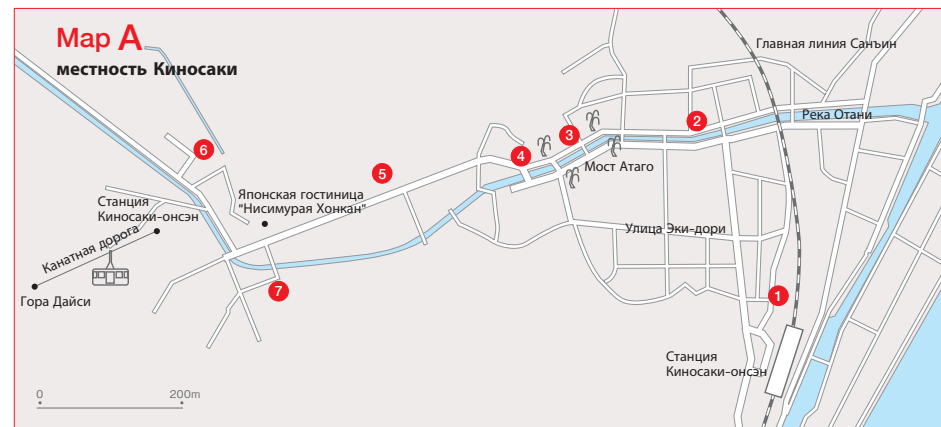 Map A
местность Киносаки
Главная линия Санъин
2
Река Отани
3
4
Мост Атаго
6
5
Японская гостиница
"Нисимурая Хонкан"
Станция
Киносаки-онсэн
Улица Эки-дори
Канатная дорога
7
Гора Дайси
1
Станция
Киносаки-онсэн
0 200m